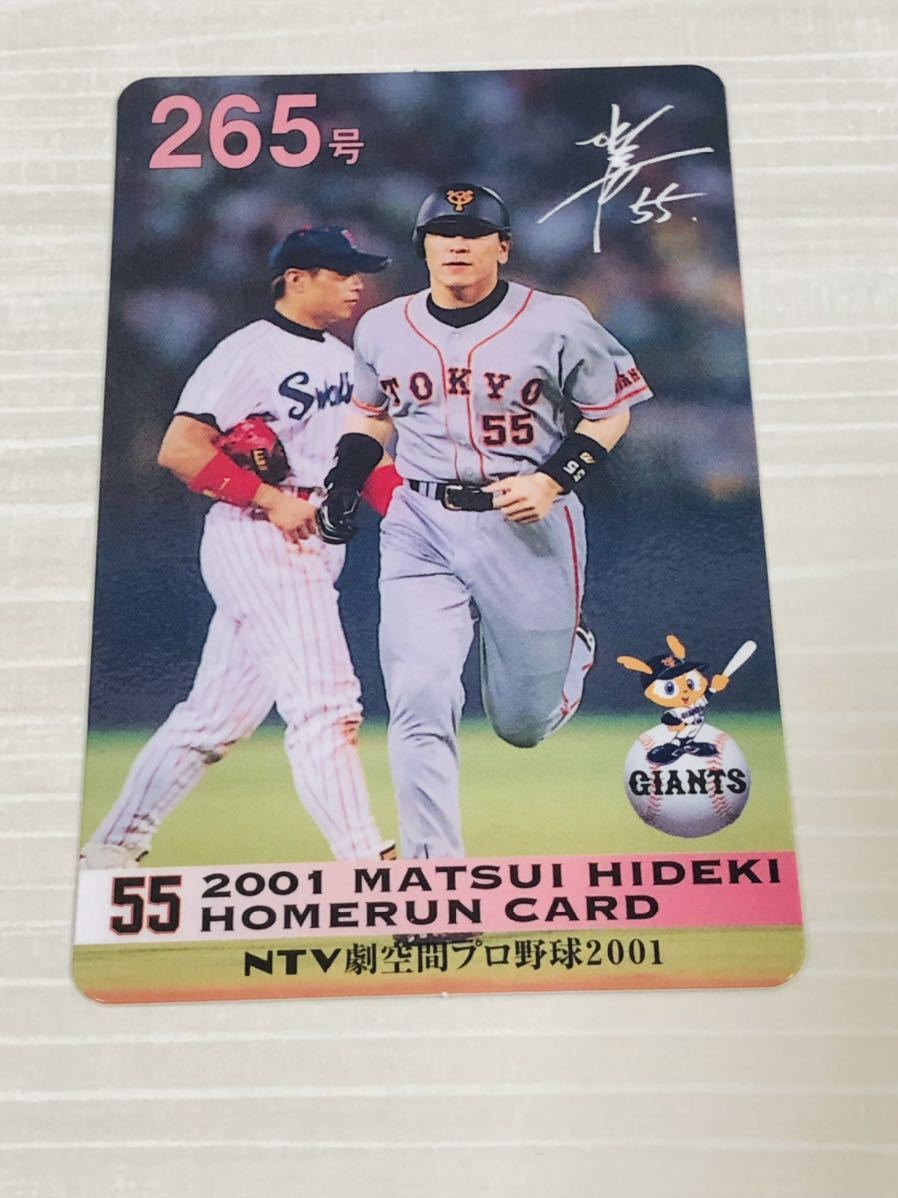 265号
55.
Swall
TOKYO
55
55
GIANTS
55 2001 MATSUI HIDEKI
HOMERUN CARD
NTV劇空間プロ野球2001